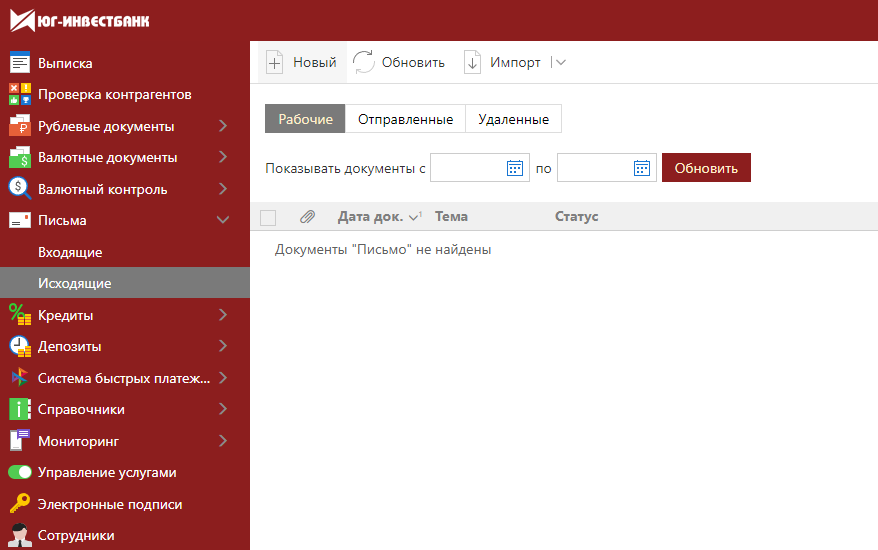 ЮГ-ИНВЕСТБАНК
Выписка
Проверка контрагентов
Рублевые документы
Валютные документы
Валютный контроль
Письма
Входящие
Исходящие
Кредиты
Депозиты
Система быстрых платеж...
Справочники
Мониторинг
Управление услугами
Электронные подписи
Сотрудники
Новый Обновить Импорт
Рабочие Отправленные Удаленные
Показывать документы с по Обновить
Дата док. 1 Тема Статус
Документы "Письмо" не найдены